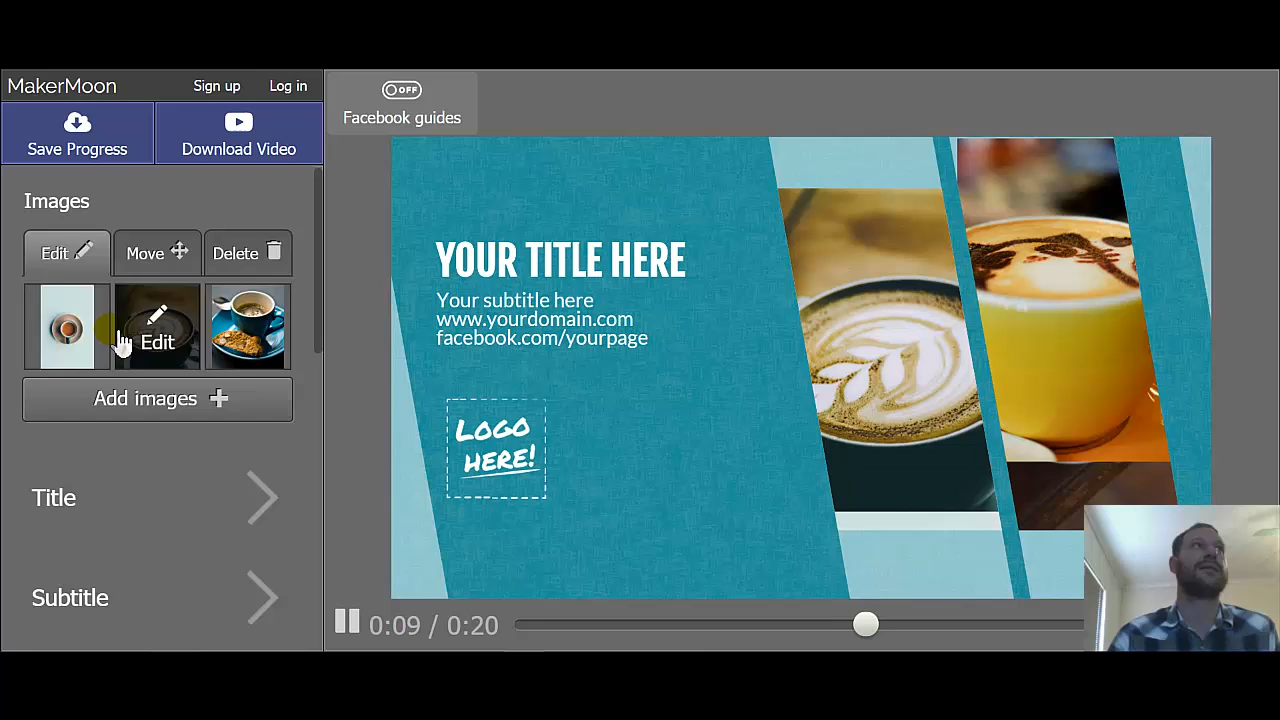 MakerMoon
Sign up
Log in
Save Progress
Download Video
OFF
Facebook guides
Images
Edit
Move
Delete
Edit
Add images
Title
Subtitle
YOUR TITLE HERE
Your subtitle here
www.yourdomain.com
facebook.com/yourpage
LOGO
HERE!
0:09 / 0:20